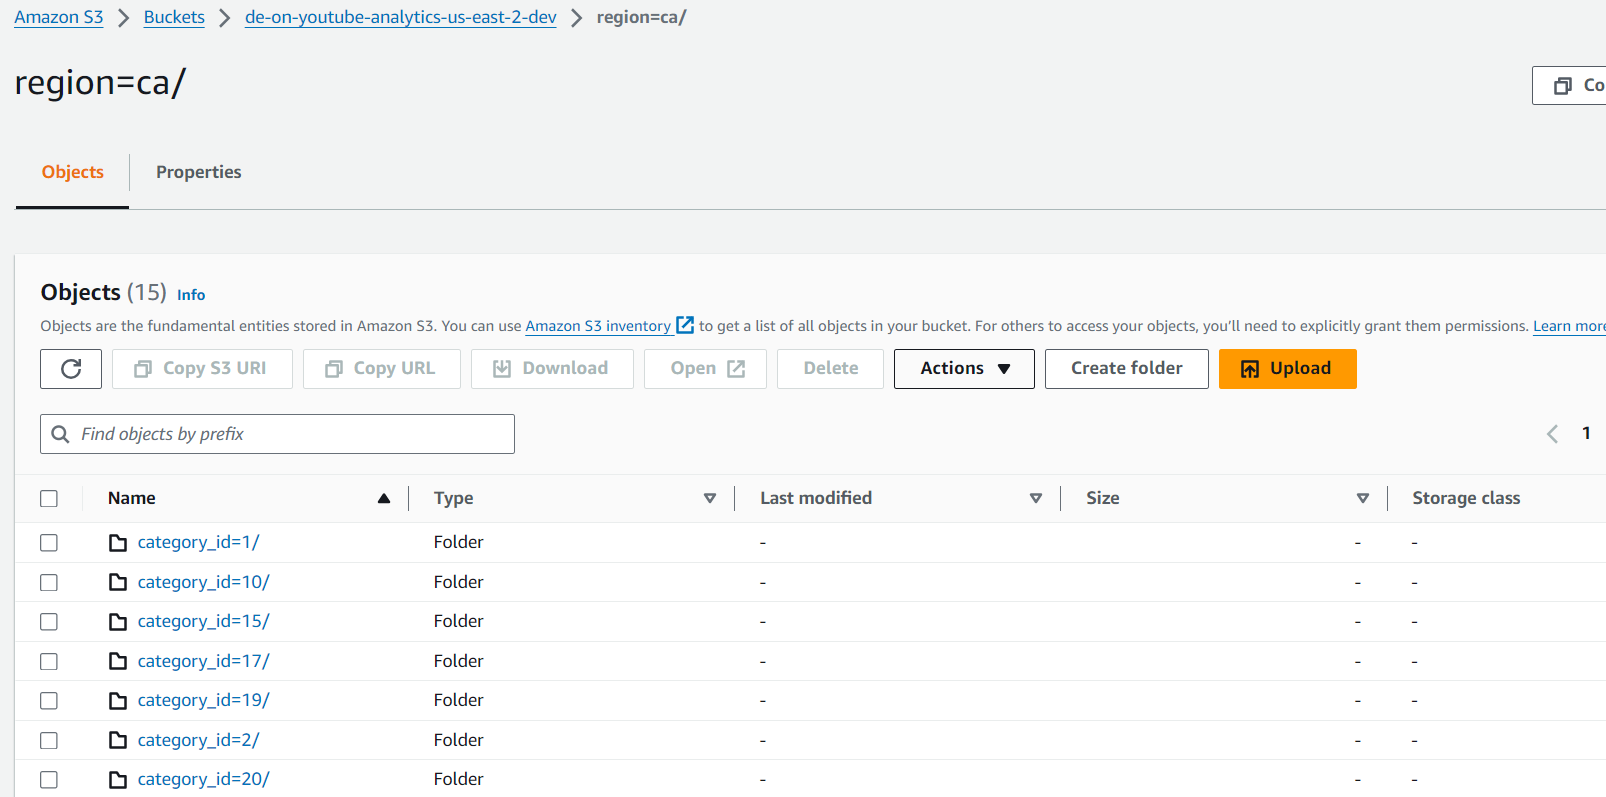 Amazon S3 > Buckets > de-on-youtube-analytics-us-east-2-dev > region=ca/
region=ca/
Co
Objects Properties
Objects (15) Info
Objects are the fundamental entities stored in Amazon S3. You can use Amazon S3 inventory to get a list of all objects in your bucket. For others to access your objects, you'll need to explicitly grant them permissions. Learn more
Copy S3 URI Copy URL Download Open Delete Actions Create folder Upload
Find objects by prefix 1
Name Type Last modified Size Storage class
category_id=1/ Folder - - -
category_id=10/ Folder - - -
category_id=15/ Folder - - -
category_id=17/ Folder - - -
category_id=19/ Folder - - -
category_id=2/ Folder - - -
category_id=20/ Folder - - -